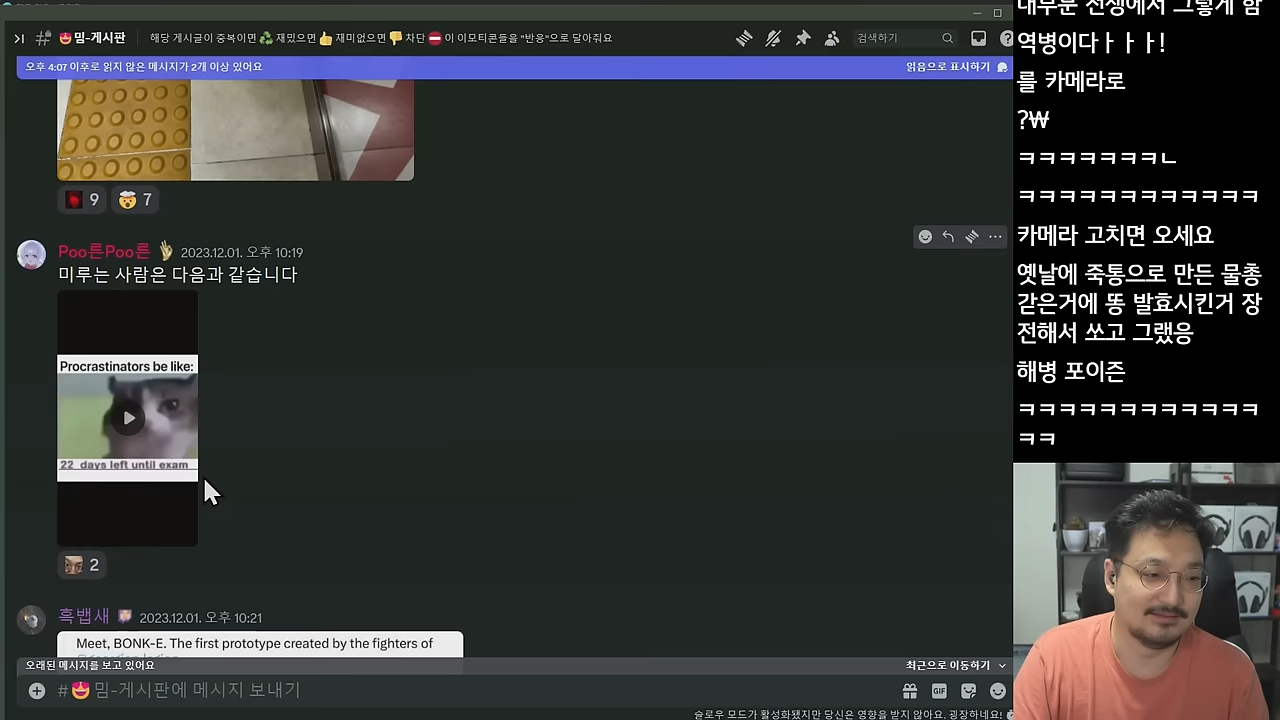 밈-게시판
해당 게시글이 중복이면♻️ 재밌으면👍 재미없으면👎 차단⛔ 이 이모티콘들을 "반응"으로 달아줘요
검색하기
오후 4:07 이후로 읽지 않은 메시지가 2개 이상 있어요
읽음으로 표시하기
9
7
Poo른Poo른 2023.12.01. 오후 10:19
미루는 사람은 다음과 같습니다
Procrastinators be like:
22 days left until exam
2
흑뱁새 2023.12.01. 오후 10:21
Meet, BONK-E. The first prototype created by the fighters of
오래된 메시지를 보고 있어요
최근으로 이동하기
#😍밈-게시판에 메시지 보내기
GIF
슬로우 모드가 활성화됐지만 당신은 영향을 받지 않아요. 굉장하네요!
대부분 전쟁에서 그렇게 함
역병이다ㅏㅏㅏ!
를 카메라로
?₩
ㅋㅋㅋㅋㅋㅋㅋㄴ
ㅋㅋㅋㅋㅋㅋㅋㅋㅋㅋㅋㅋ
카메라 고치면 오세요
옛날에 죽통으로 만든 물총
같은거에 똥 발효시킨거 장
전해서 쏘고 그랬응
해병 포이즌
ㅋㅋㅋㅋㅋㅋㅋㅋㅋㅋㅋㅋ
ㅋㅋ